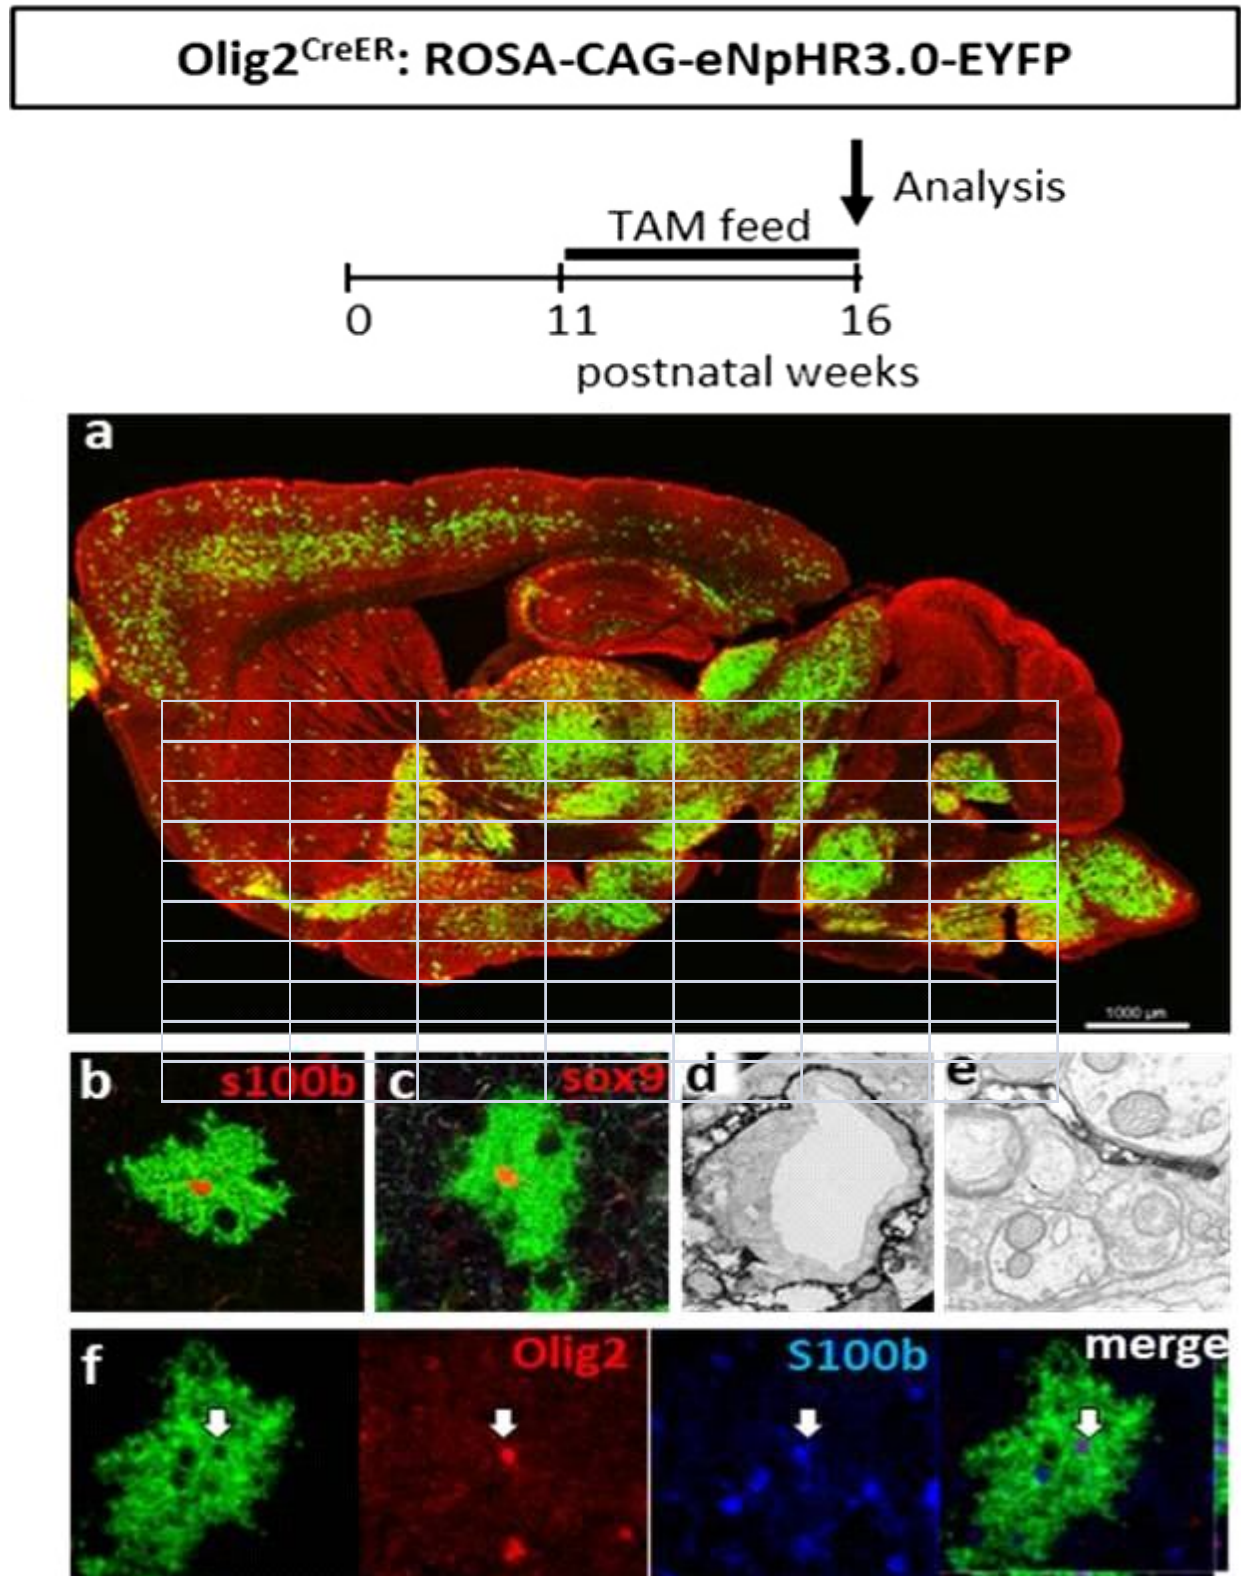 Olig2CreER: ROSA-CAG-eNpHR3.0-EYFP
Analysis
TAM feed
0 11 16
postnatal weeks
a
1000 µm
b s100b c sox9 d e
f Olig2 S100b merge